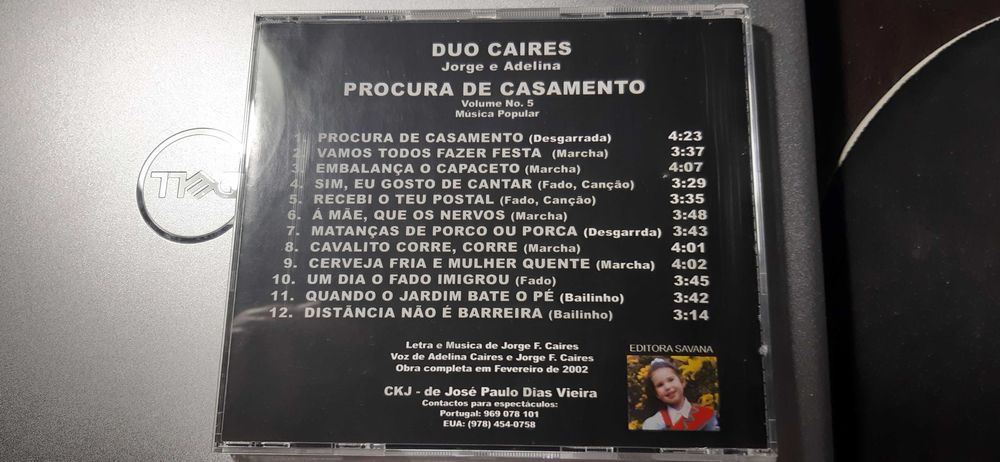 DUO CAIRES
Jorge e Adelina
PROCURA DE CASAMENTO
Volume No. 5
Música Popular
1. PROCURA DE CASAMENTO (Desgarrada) 4:23
2. VAMOS TODOS FAZER FESTA (Marcha) 3:37
3. EMBALANÇA O CAPACETO (Marcha) 4:07
4. SIM, EU GOSTO DE CANTAR (Fado, Canção) 3:29
5. RECEBI O TEU POSTAL (Fado, Canção) 3:35
6. Á MÃE, QUE OS NERVOS (Marcha) 3:48
7. MATANÇAS DE PORCO OU PORCA (Desgarrda) 3:43
8. CAVALITO CORRE, CORRE (Marcha) 4:01
9. CERVEJA FRIA E MULHER QUENTE (Marcha) 4:02
10. UM DIA O FADO IMIGROU (Fado) 3:45
11. QUANDO O JARDIM BATE O PÉ (Bailinho) 3:42
12. DISTÂNCIA NÃO É BARREIRA (Bailinho) 3:14
Letra e Musica de Jorge F. Caires
Voz de Adelina Caires e Jorge F. Caires
Obra completa em Fevereiro de 2002
CKJ - de José Paulo Dias Vieira
Contactos para espectáculos:
Portugal: 969 078 101
EUA: (978) 454-0758
EDITORA SAVANA